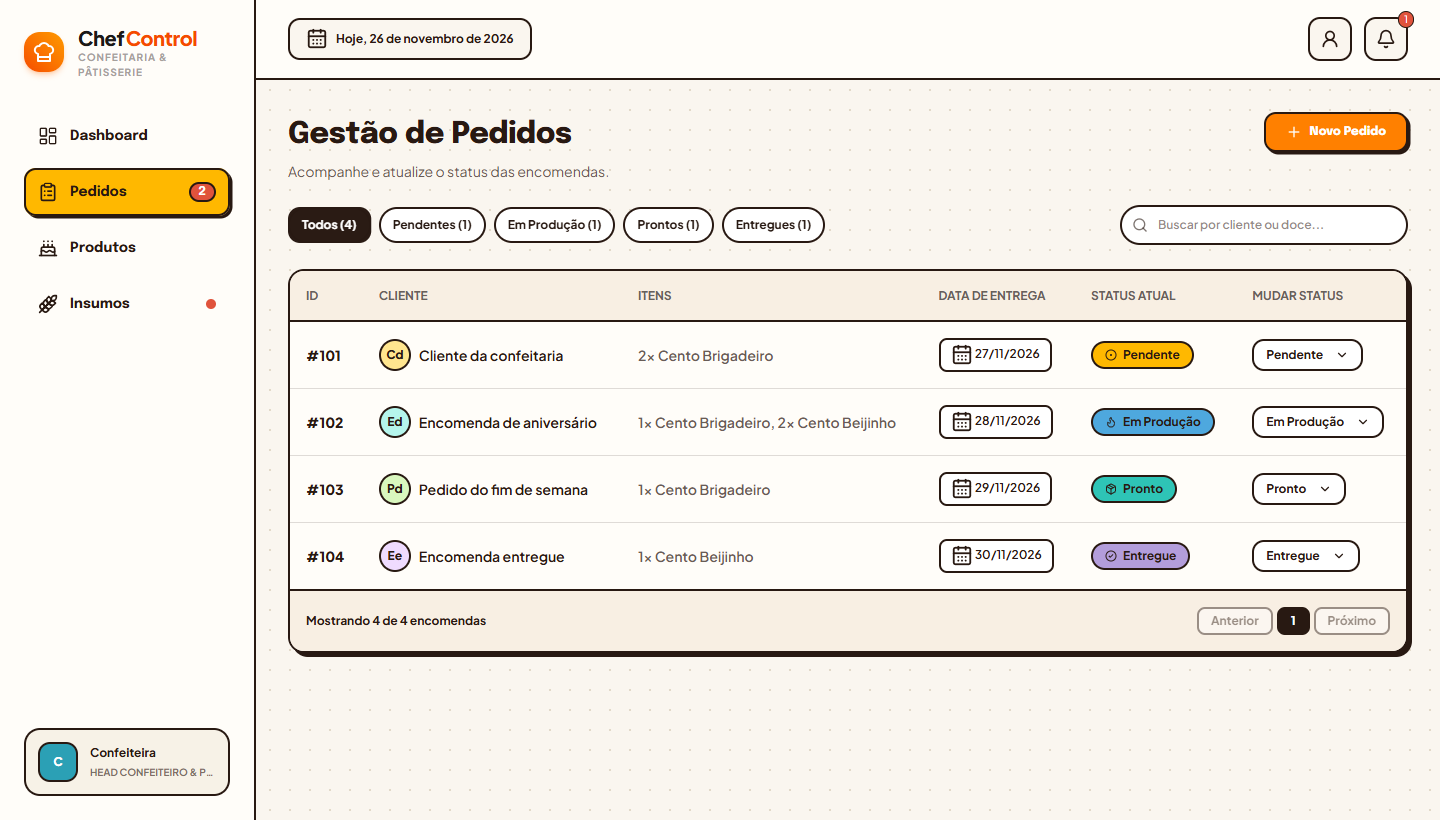 ChefControl
CONFEITARIA &
PÂTISSERIE
Dashboard
Pedidos 2
Produtos
Insumos
C
Confeiteira
HEAD CONFEITEIRO & P...
Hoje, 26 de novembro de 2026
1
Gestão de Pedidos
Novo Pedido
Acompanhe e atualize o status das encomendas.
Todos (4) Pendentes (1) Em Produção (1) Prontos (1) Entregues (1)
Buscar por cliente ou doce...
ID CLIENTE ITENS DATA DE ENTREGA STATUS ATUAL MUDAR STATUS
#101 Cd Cliente da confeitaria 2× Cento Brigadeiro 27/11/2026 Pendente Pendente
#102 Ed Encomenda de aniversário 1× Cento Brigadeiro, 2× Cento Beijinho 28/11/2026 Em Produção Em Produção
#103 Pd Pedido do fim de semana 1× Cento Brigadeiro 29/11/2026 Pronto Pronto
#104 Ee Encomenda entregue 1× Cento Beijinho 30/11/2026 Entregue Entregue
Mostrando 4 de 4 encomendas Anterior 1 Próximo